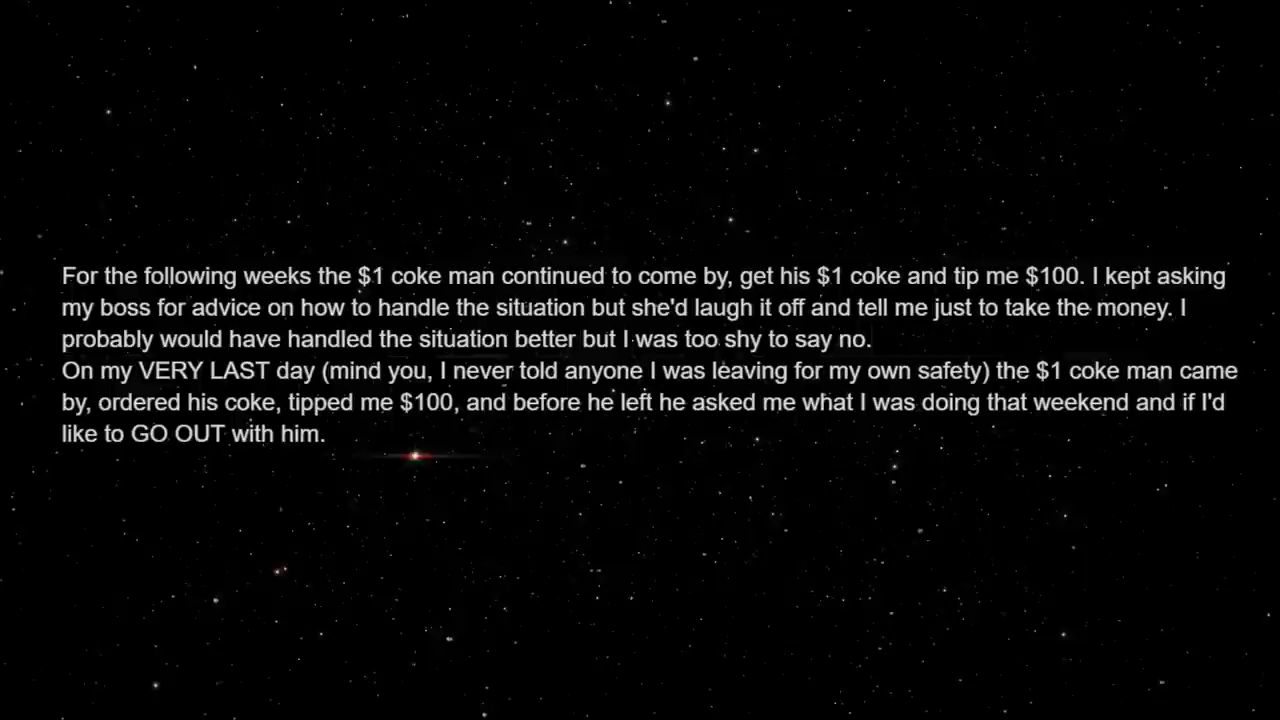 For the following weeks the $1 coke man continued to come by, get his $1 coke and tip me $100. I kept asking
my boss for advice on how to handle the situation but she'd laugh it off and tell me just to take the money. I
probably would have handled the situation better but I was too shy to say no.
On my VERY LAST day (mind you, I never told anyone I was leaving for my own safety) the $1 coke man came
by, ordered his coke, tipped me $100, and before he left he asked me what I was doing that weekend and if I'd
like to GO OUT with him.